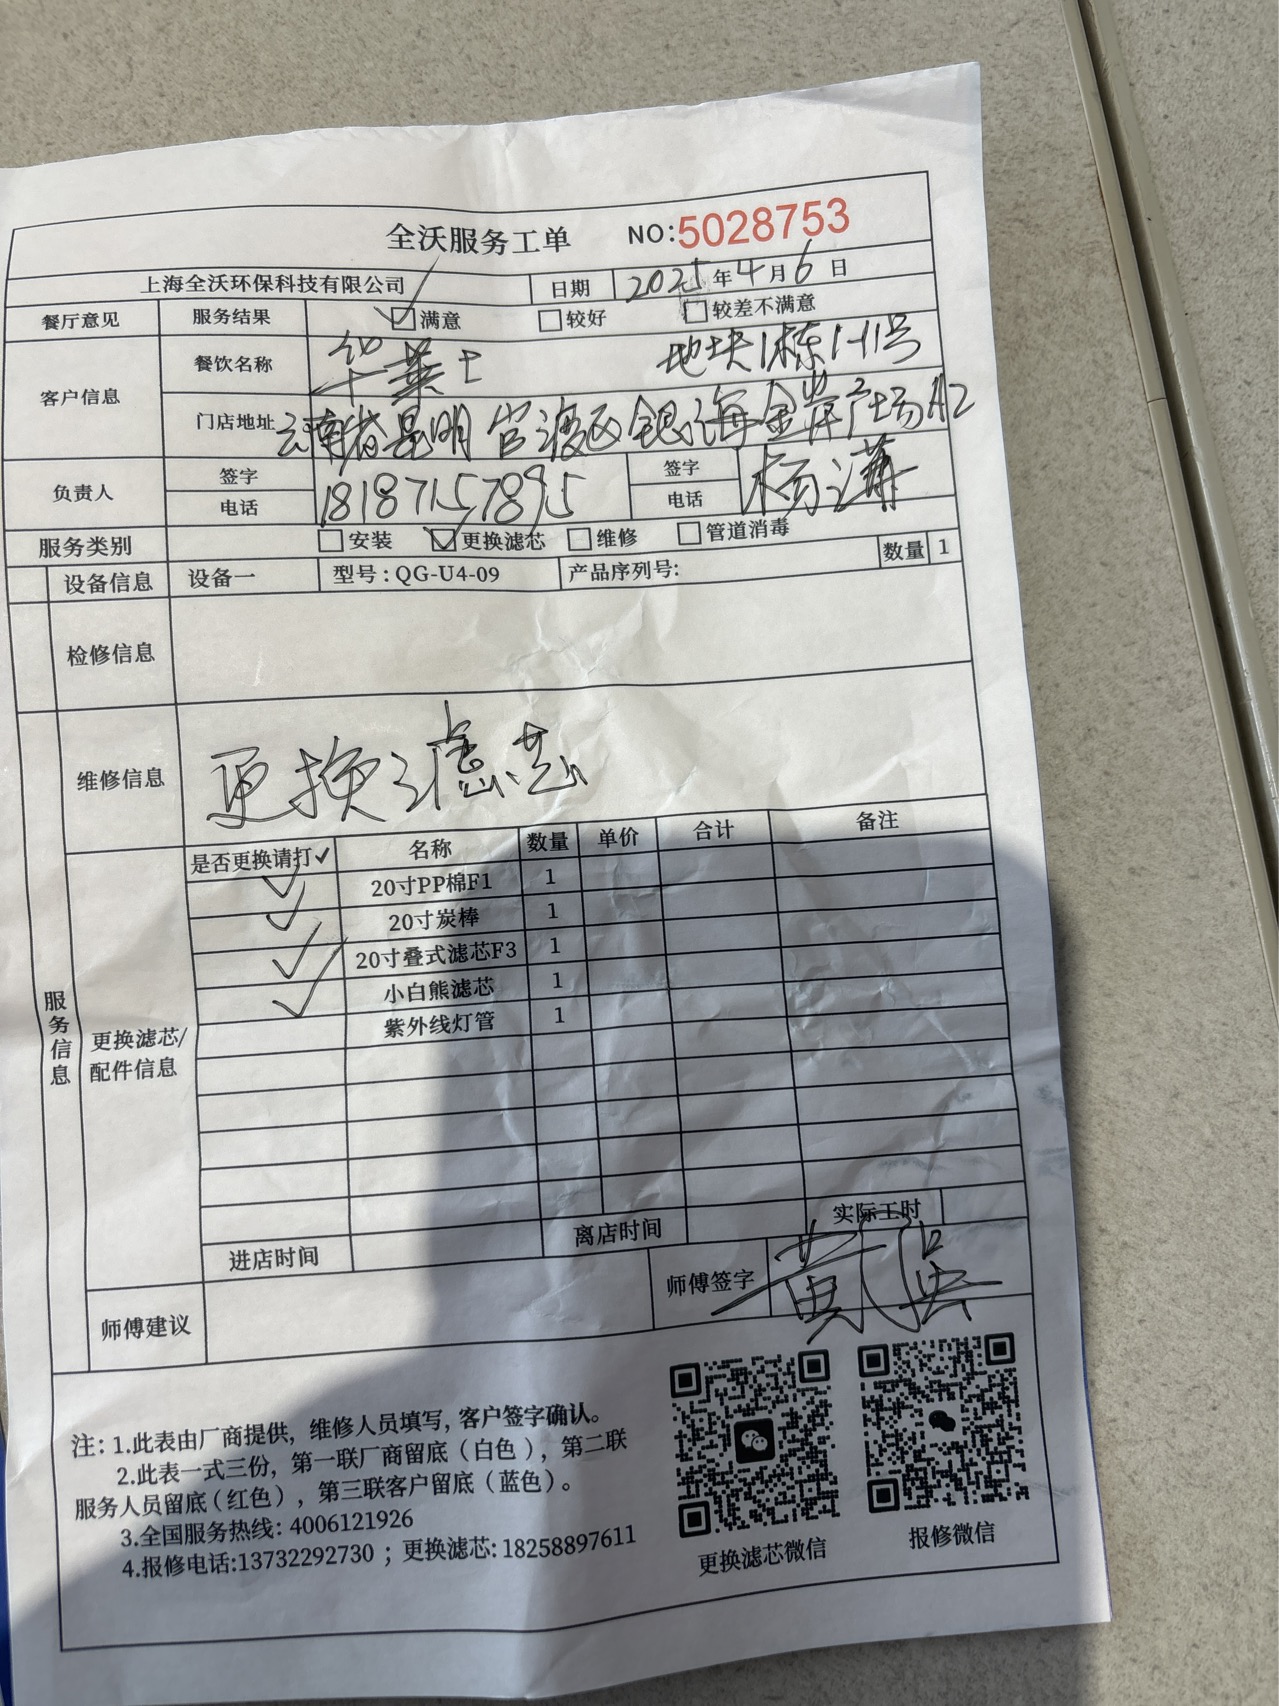 全沃服务工单 NO:5028753
上海全沃环保科技有限公司 日期 2025年4月6日
餐厅意见 服务结果 ☑满意 □较好 □较差不满意
客户信息 餐饮名称 华莱士 地块1栋1-11号
门店地址 云南省昆明官渡区银海金岸广场A2
负责人 签字 签字 杨潇
电话 18187157895 电话
服务类别 □安装 ☑更换滤芯 □维修 □管道消毒
设备信息 设备一 型号:QG-U4-09 产品序列号: 数量 1
检修信息
维修信息 更换滤芯
服务信息
更换滤芯/
配件信息
是否更换请打✓ 名称 数量 单价 合计 备注
✓ 20寸PP棉F1 1
✓ 20寸炭棒 1
✓ 20寸叠式滤芯F3 1
✓ 小白熊滤芯 1
紫外线灯管 1
进店时间 离店时间 实际工时
师傅建议 师傅签字
注:1.此表由厂商提供,维修人员填写,客户签字确认。
2.此表一式三份,第一联厂商留底(白色),第二联
服务人员留底(红色),第三联客户留底(蓝色)。
3.全国服务热线:4006121926
4.报修电话:13732292730;更换滤芯:18258897611
更换滤芯微信 报修微信